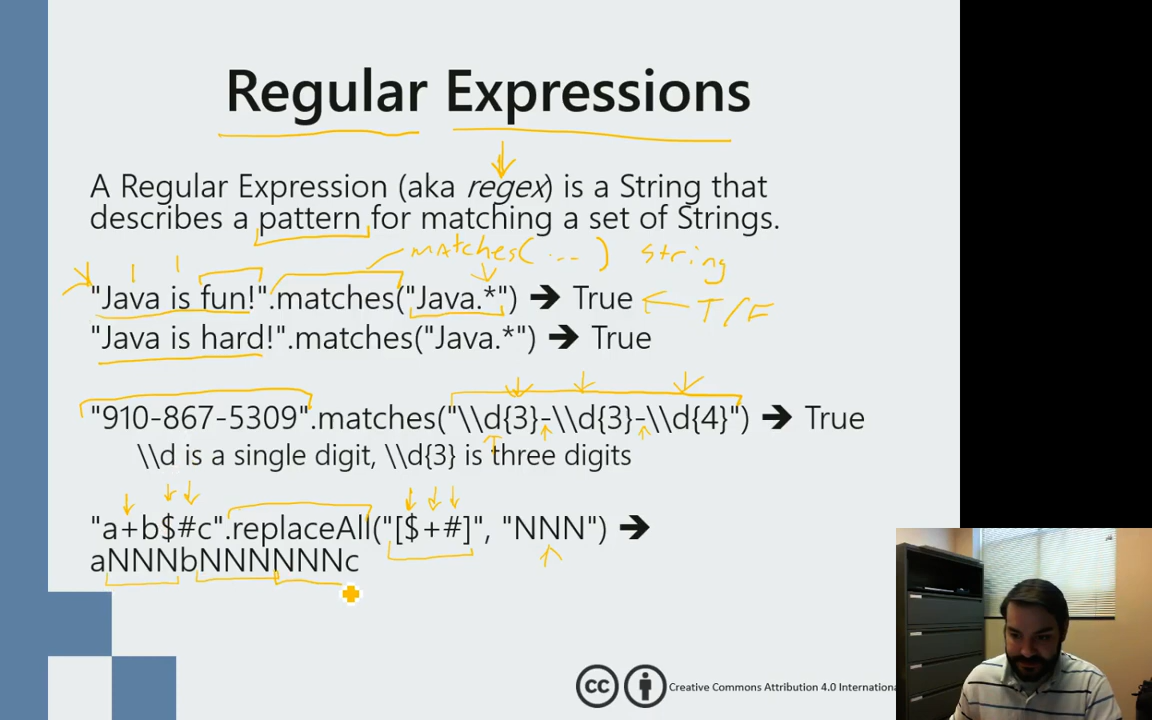 Regular Expressions
A Regular Expression (aka regex) is a String that
describes a pattern for matching a set of Strings.
matches(...) string
"Java is fun!".matches("Java.*") ➔ True ← T/F
"Java is hard!".matches("Java.*") ➔ True
"910-867-5309".matches("\\d{3}-\\d{3}-\\d{4}") ➔ True
\\d is a single digit, \\d{3} is three digits
"a+b$#c".replaceAll("[$+#]", "NNN") ➔
aNNNbNNNNNNc
cc Creative Commons Attribution 4.0 Internationa